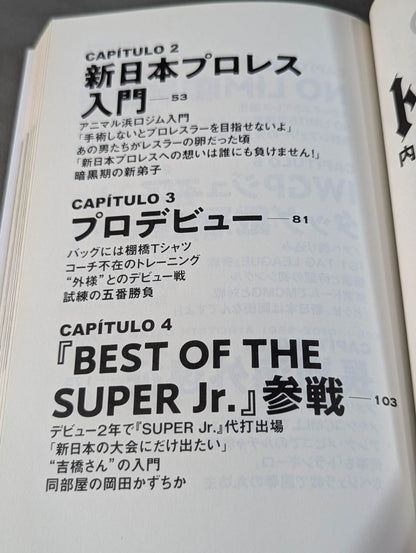 CAPÍTULO 2
新日本プロレス
入門 53
アニマル浜口ジム入門
「手術しないとプロレスラーを目指せないよ」
あの男たちがレスラーの卵だった頃
「新日本プロレスへの想いは誰にも負けません!」
暗黒期の新弟子
CAPÍTULO 3
プロデビュー 81
バッグには棚橋Tシャツ
コーチ不在のトレーニング
“外様”とのデビュー戦
試練の五番勝負
CAPÍTULO 4
『BEST OF THE
SUPER Jr.』参戦 103
デビュー2年で『SUPER Jr.』代打出場
「新日本の大会にだけ出たい」
“吉橋さん”の入門
同部屋の岡田かずちか
内